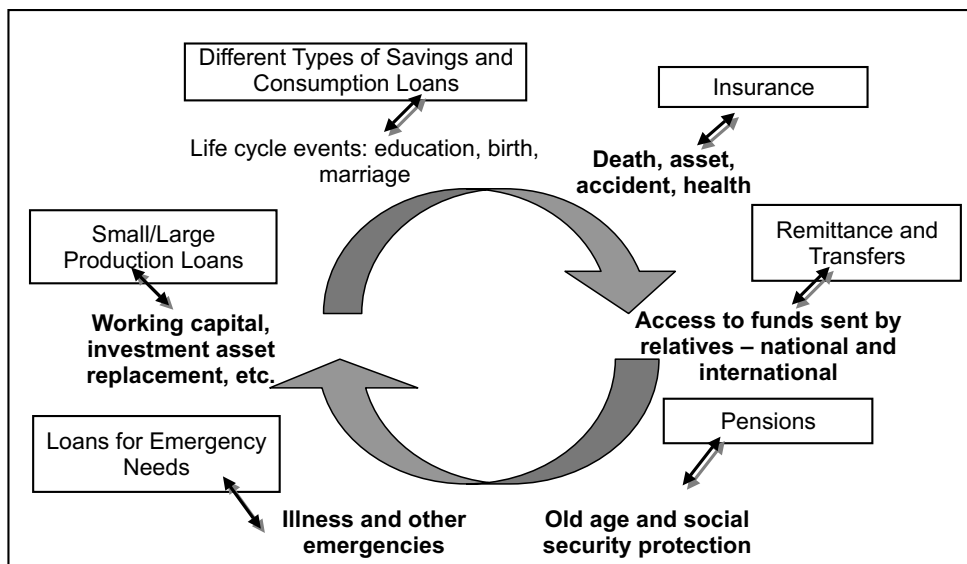 Different Types of Savings and
Consumption Loans
Life cycle events: education, birth,
marriage
Insurance
Death, asset,
accident, health
Remittance and
Transfers
Access to funds sent by
relatives – national and
international
Pensions
Old age and social
security protection
Loans for Emergency
Needs
Illness and other
emergencies
Small/Large
Production Loans
Working capital,
investment asset
replacement, etc.